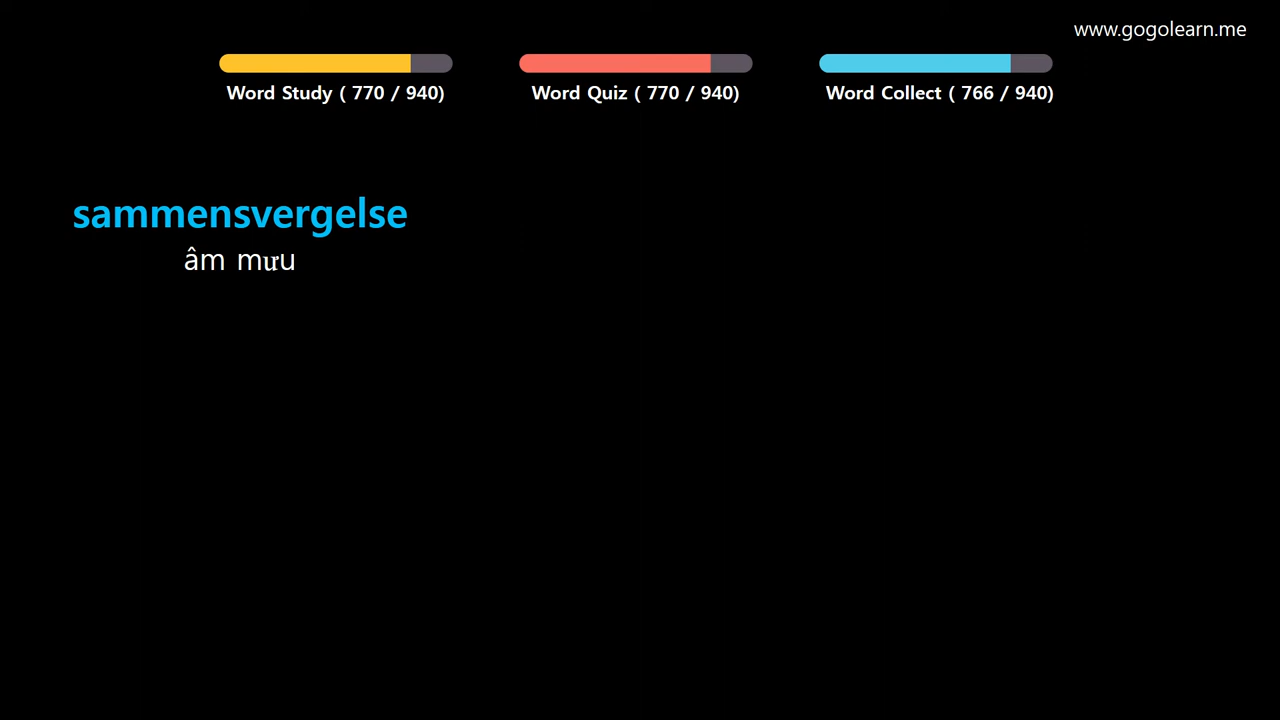 www.gogolearn.me
Word Study ( 770 / 940)
Word Quiz ( 770 / 940)
Word Collect ( 766 / 940)
sammensvergelse
âm mưu